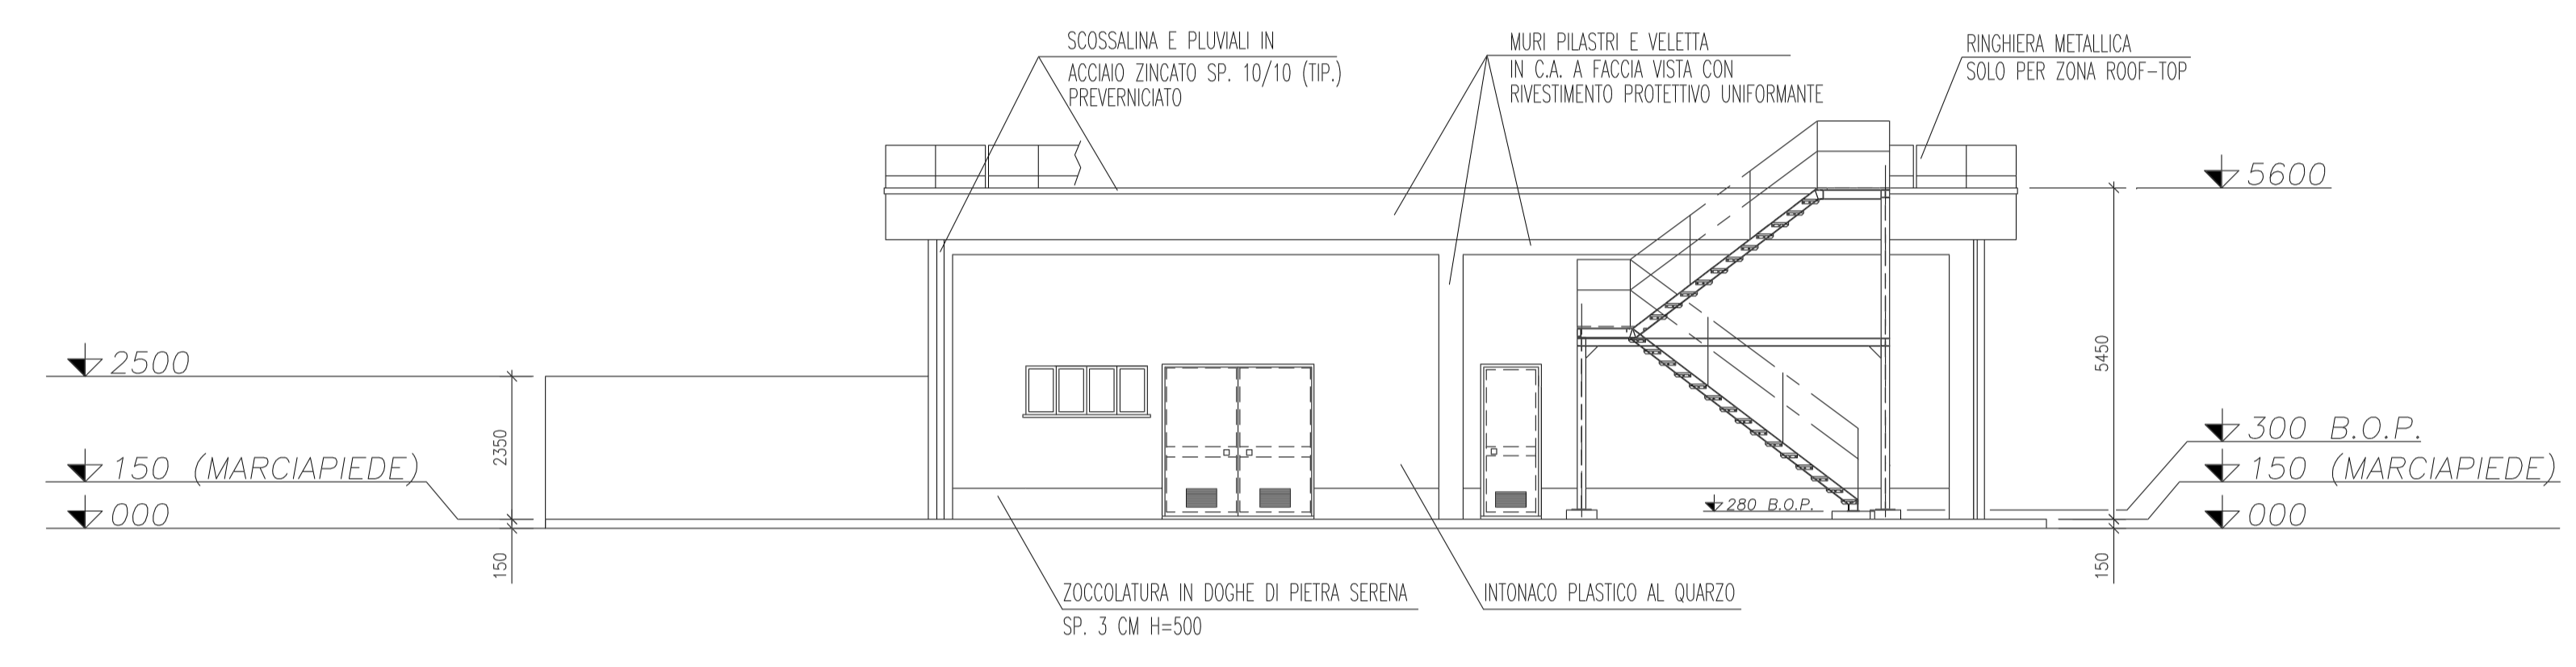 SCOSSALINA E PLUVIALI IN
ACCIAIO ZINCATO SP. 10/10 (TIP.)
PREVERNICIATO
MURI PILASTRI E VELETTA
IN C.A. A FACCIA VISTA CON
RIVESTIMENTO PROTETTIVO UNIFORMANTE
RINGHIERA METALLICA
SOLO PER ZONA ROOF-TOP
5600
2500
5450
2350
300 B.O.P.
150 (MARCIAPIEDE)
150 (MARCIAPIEDE)
280 B.O.P.
000
000
150
150
ZOCCOLATURA IN DOGHE DI PIETRA SERENA
SP. 3 CM H=500
INTONACO PLASTICO AL QUARZO